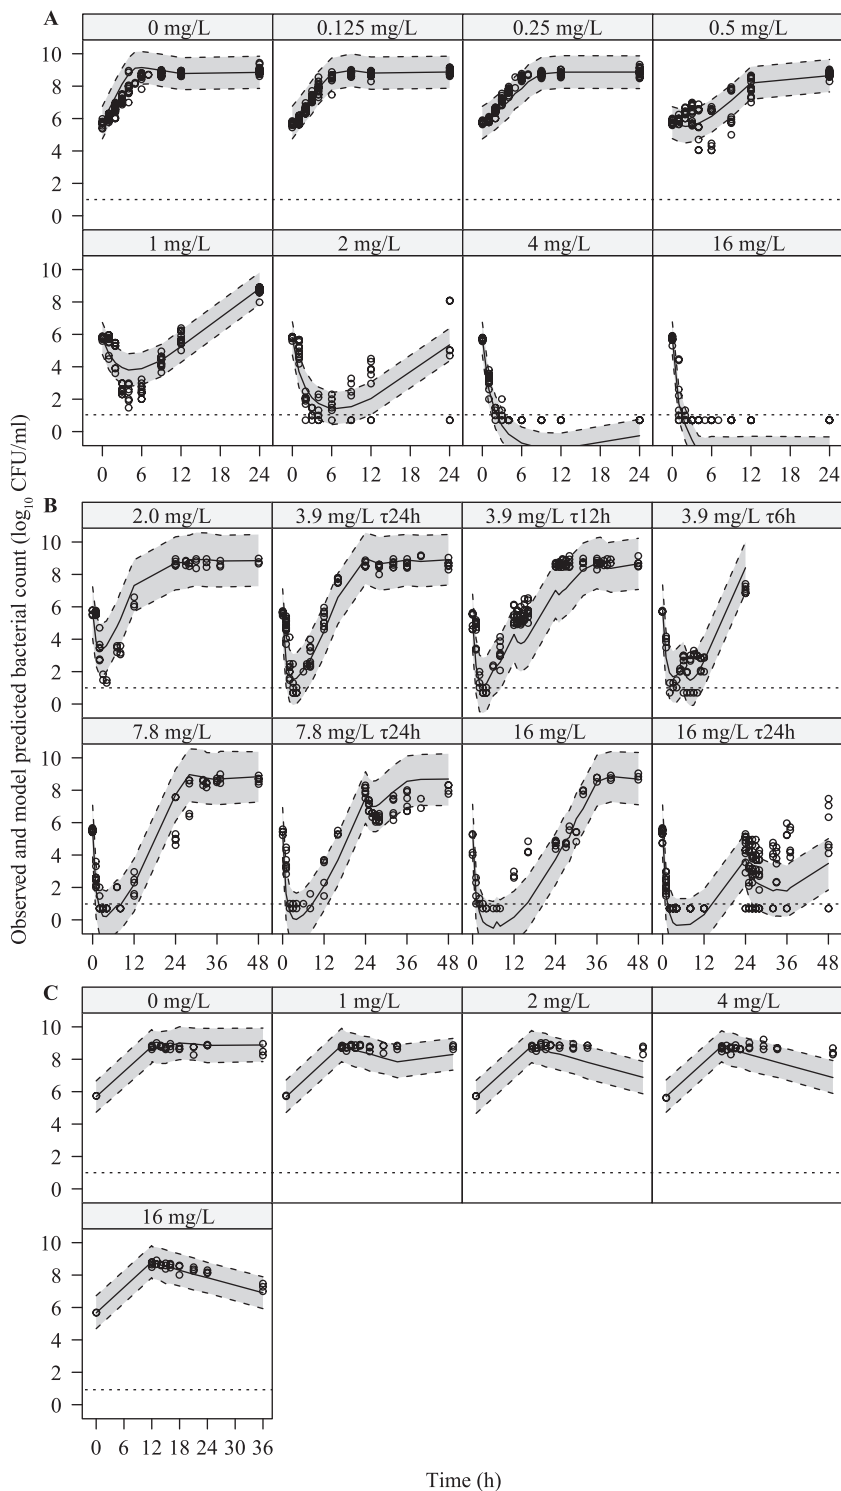 A
0 mg/L 0.125 mg/L 0.25 mg/L 0.5 mg/L
10
8
6
4
2
0
1 mg/L 2 mg/L 4 mg/L 16 mg/L
10
8
6
4
2
0
0 6 12 18 24 0 6 12 18 24 0 6 12 18 24 0 6 12 18 24
Observed and model predicted bacterial count (log10 CFU/ml)
B
2.0 mg/L 3.9 mg/L τ24h 3.9 mg/L τ12h 3.9 mg/L τ6h
10
8
6
4
2
0
7.8 mg/L 7.8 mg/L τ24h 16 mg/L 16 mg/L τ24h
10
8
6
4
2
0
0 12 24 36 48 0 12 24 36 48 0 12 24 36 48 0 12 24 36 48
C
0 mg/L 1 mg/L 2 mg/L 4 mg/L
10
8
6
4
2
0
16 mg/L
10
8
6
4
2
0
0 6 12 18 24 30 36
Time (h)